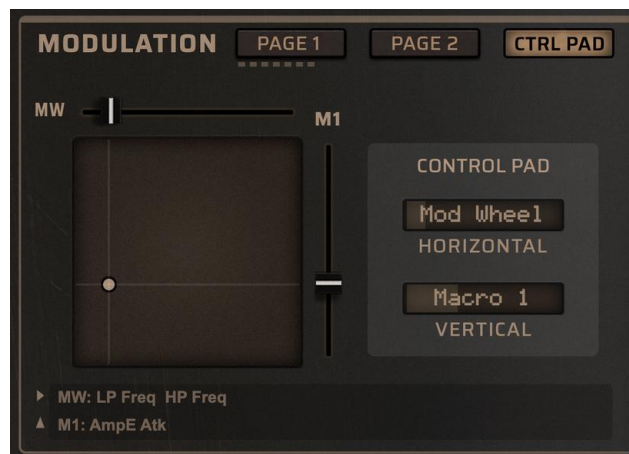 MODULATION PAGE 1 PAGE 2 CTRL PAD
MW
M1
CONTROL PAD
Mod Wheel
HORIZONTAL
Macro 1
VERTICAL
MW: LP Freq HP Freq
M1: AmpE Atk